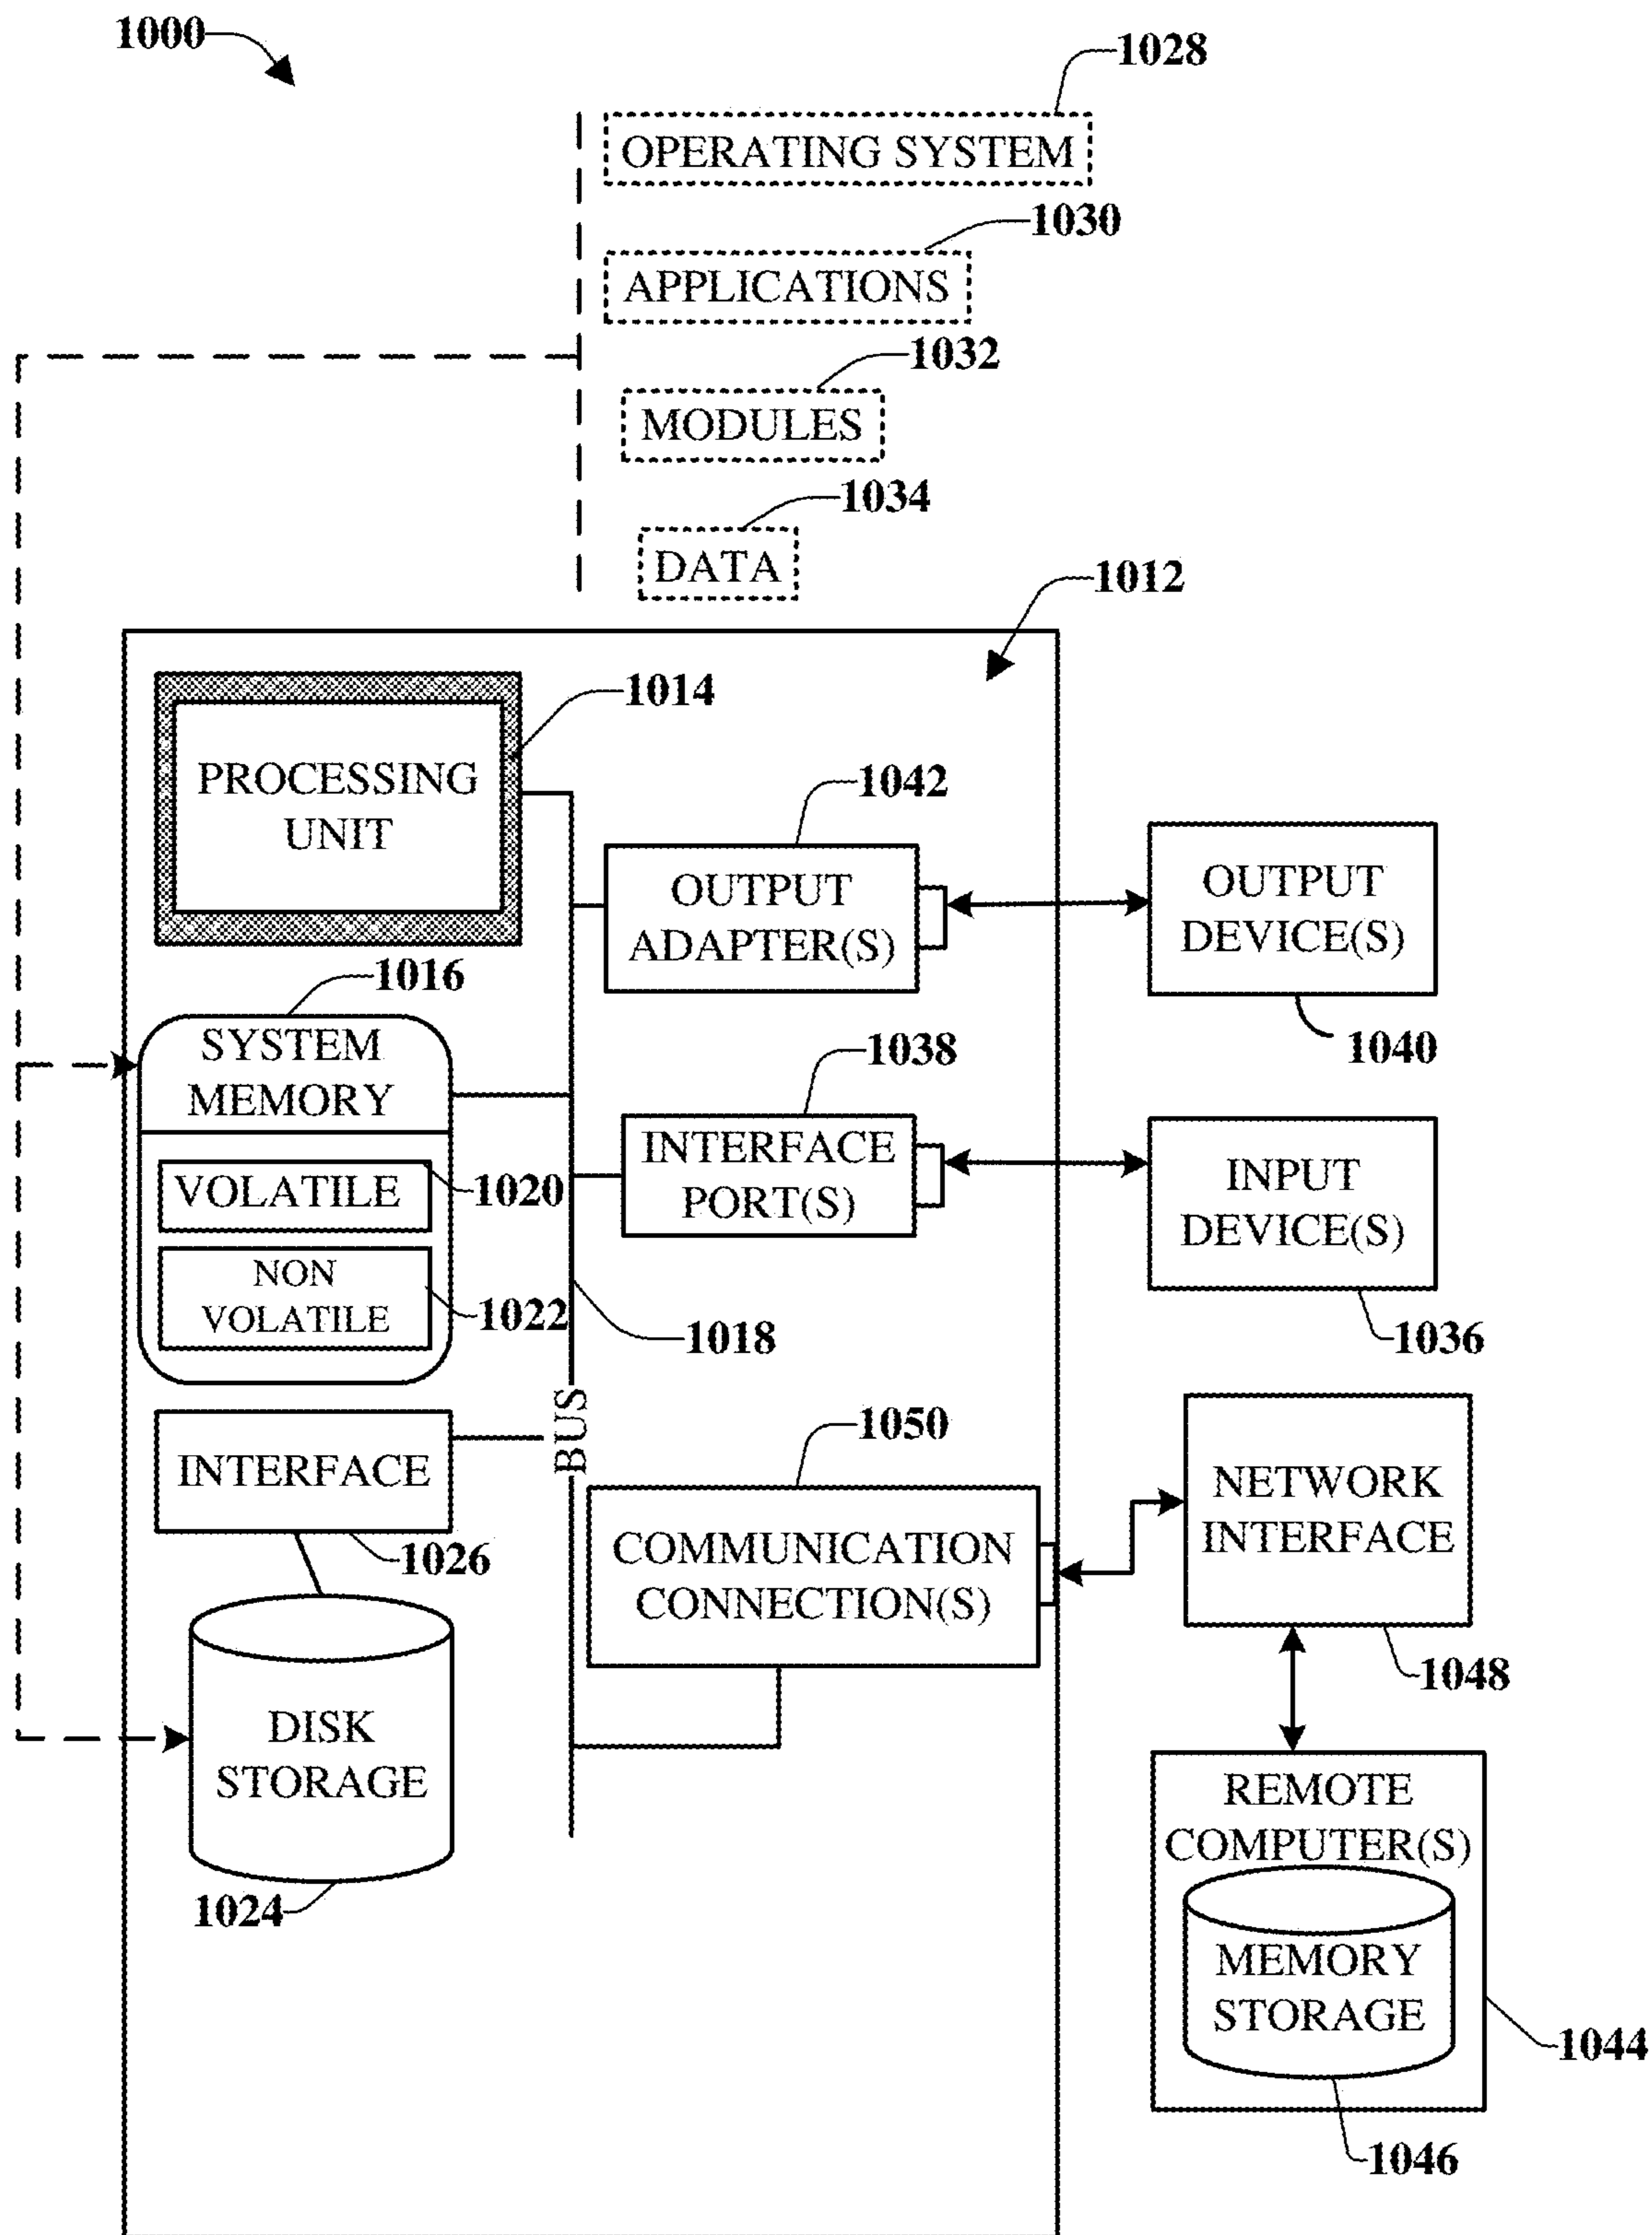 1000
1028
OPERATING SYSTEM
1030
APPLICATIONS
1032
MODULES
1034
DATA
1012
1014
PROCESSING
UNIT
1042
OUTPUT
ADAPTER(S)
OUTPUT
DEVICE(S)
1040
1016
SYSTEM
MEMORY
VOLATILE
1020
NON
VOLATILE
1022
1038
INTERFACE
PORT(S)
INPUT
DEVICE(S)
1036
1018
BUS
INTERFACE
1026
1050
COMMUNICATION
CONNECTION(S)
NETWORK
INTERFACE
1048
DISK
STORAGE
1024
REMOTE
COMPUTER(S)
MEMORY
STORAGE
1044
1046